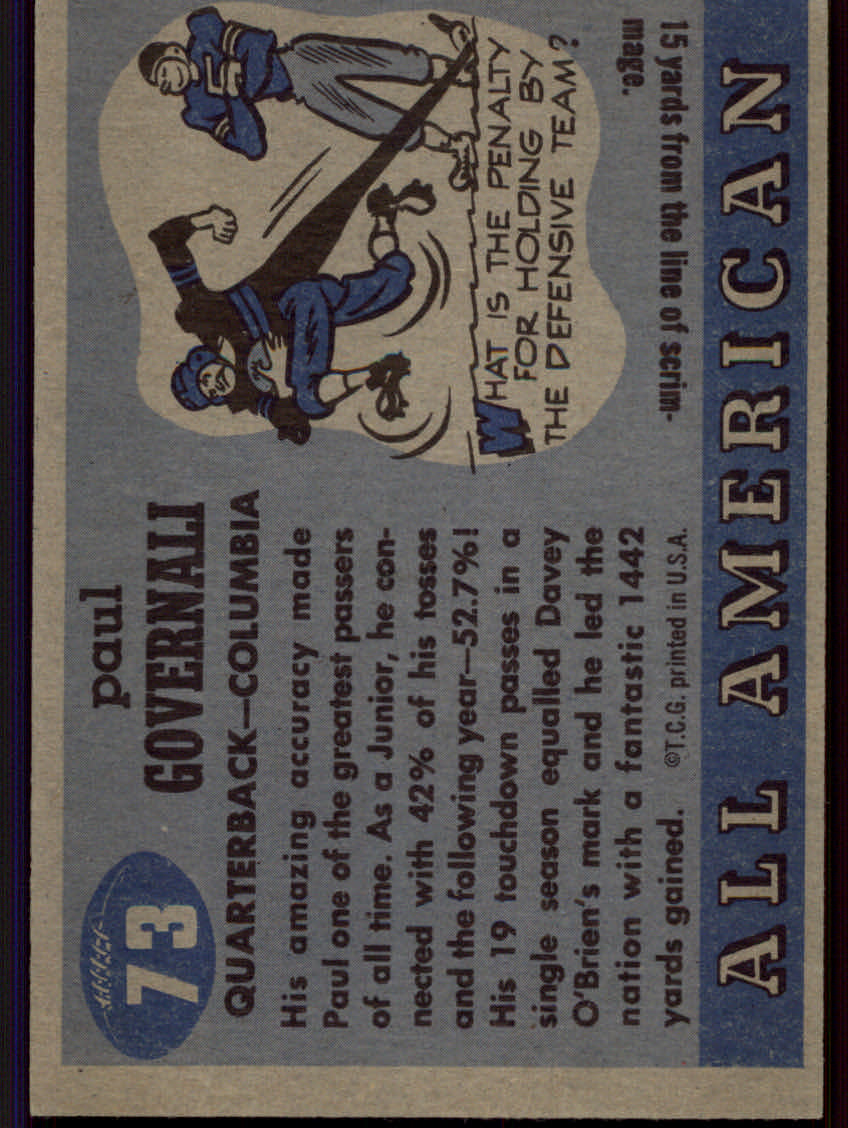 73
paul
GOVERNALI
QUARTERBACK—COLUMBIA
His amazing accuracy made
Paul one of the greatest passers
of all time. As a Junior, he con-
nected with 42% of his tosses
and the following year—52.7%!
His 19 touchdown passes in a
single season equalled Davey
O'Brien's mark and he led the
nation with a fantastic 1442
yards gained.
©T.C.G. printed in U.S.A.
WHAT IS THE PENALTY
FOR HOLDING BY
THE DEFENSIVE TEAM?
15 yards from the line of scrim-
mage.
ALL AMERICAN